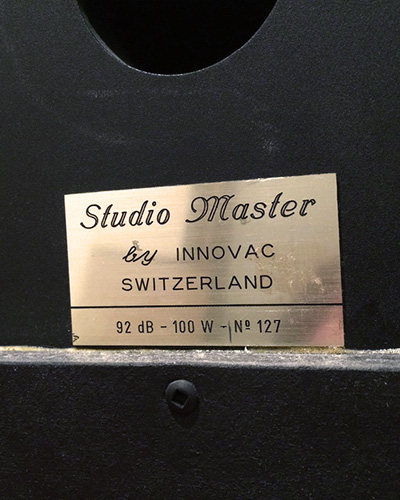 Studio Master
by INNOVAC
SWITZERLAND
92 dB - 100 W - Nº 127